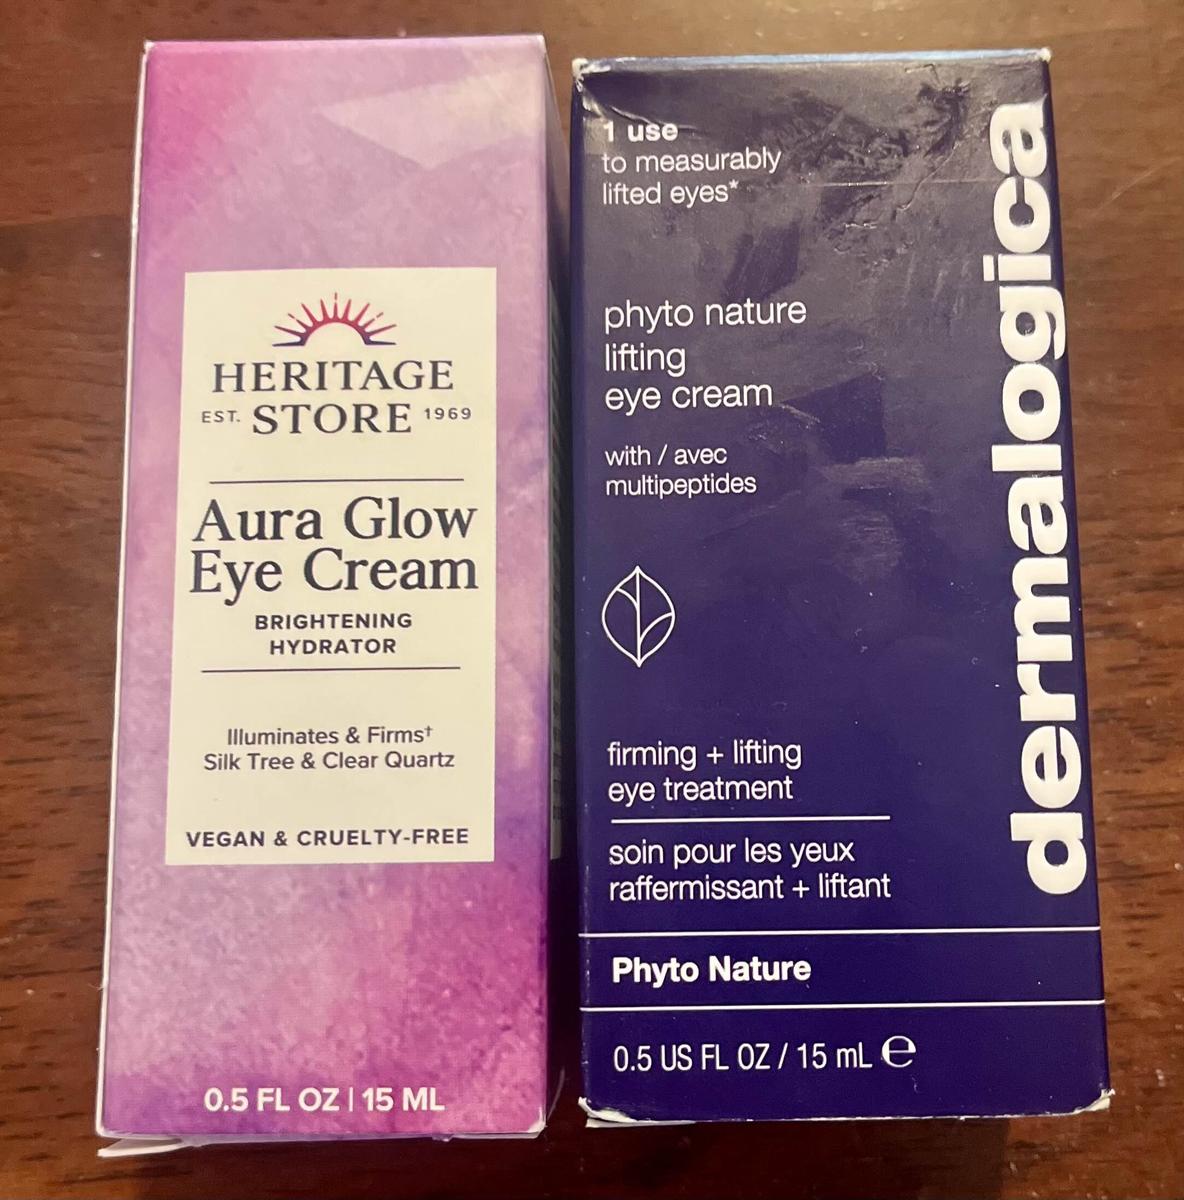 HERITAGE
EST. STORE 1969
Aura Glow
Eye Cream
BRIGHTENING
HYDRATOR
Illuminates & Firms†
Silk Tree & Clear Quartz
VEGAN & CRUELTY-FREE
0.5 FL OZ | 15 ML
1 use
to measurably
lifted eyes*
phyto nature
lifting
eye cream
with / avec
multipeptides
firming + lifting
eye treatment
soin pour les yeux
raffermissant + liftant
Phyto Nature
0.5 US FL OZ / 15 mL ℮
dermalogica